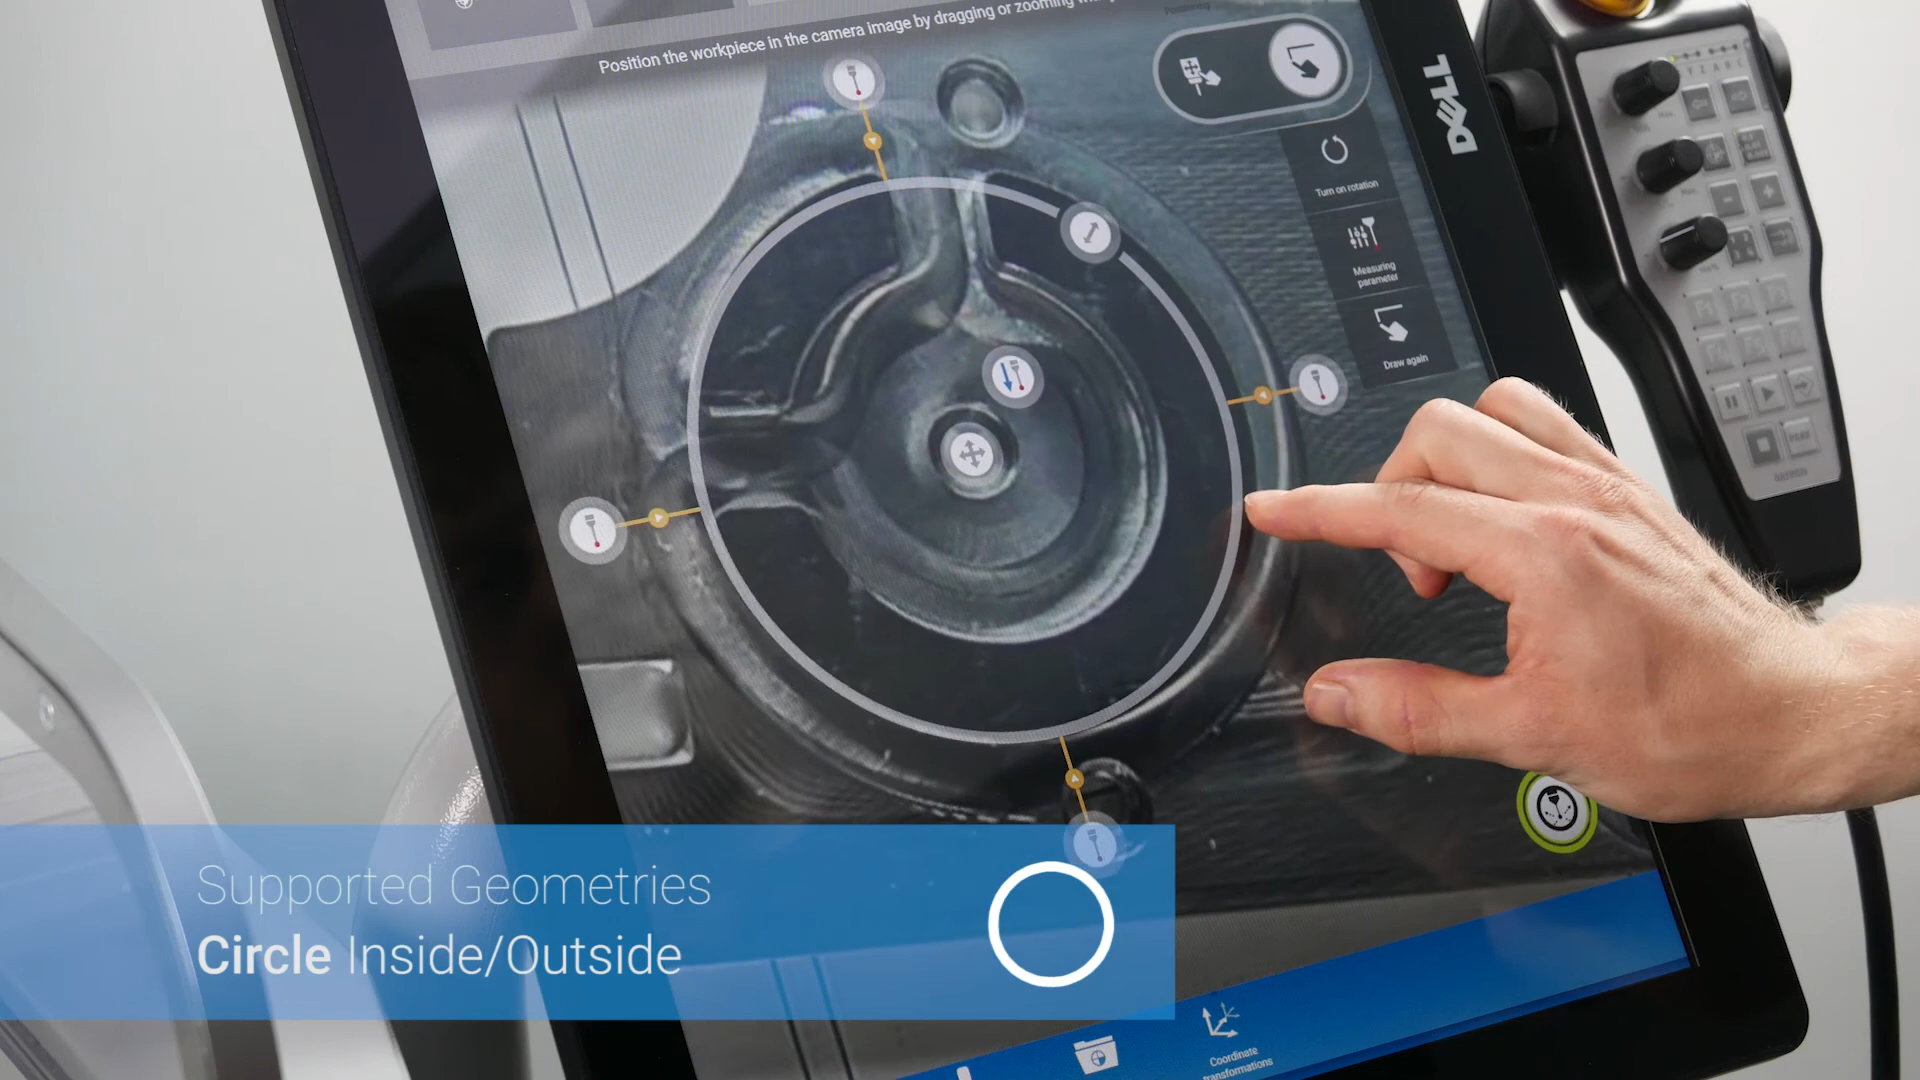 Position the workpiece in the camera image by dragging or zooming
DELL
Turn on rotation
Measuring
parameter
Draw again
PARK
Supported Geometries
Circle Inside/Outside
Coordinate
transformations